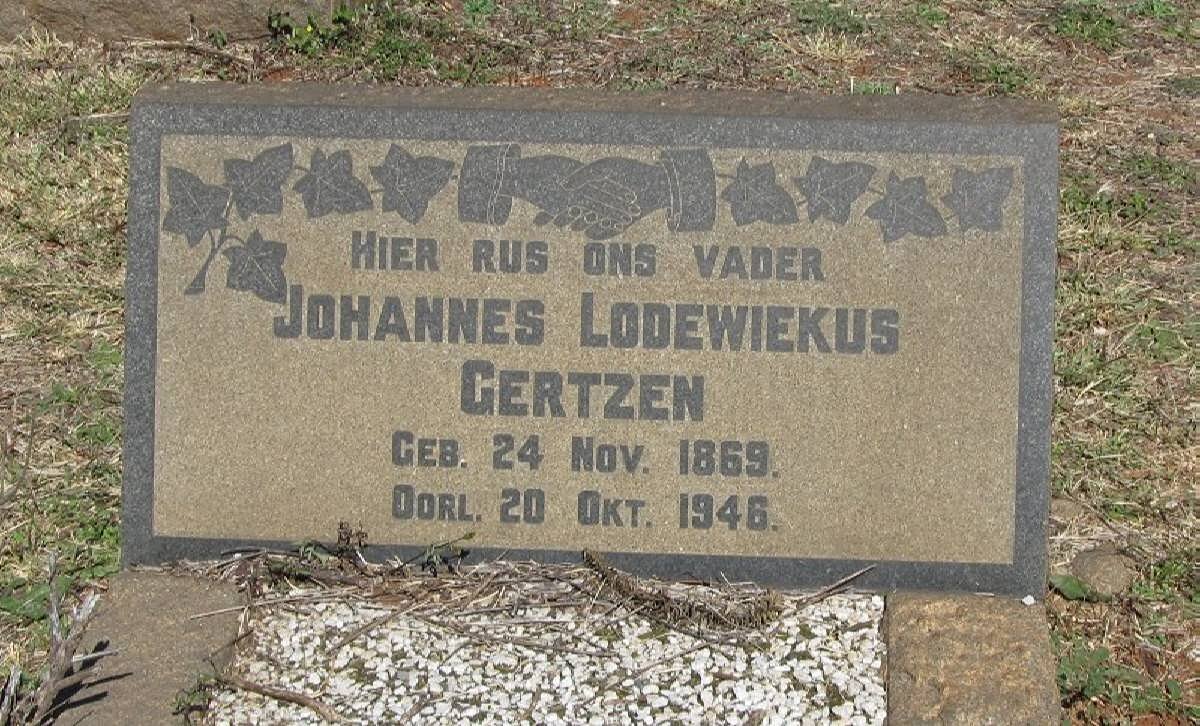 HIER RUS ONS VADER
JOHANNES LODEWIEKUS
GERTZEN
GEB. 24 NOV. 1869.
OORL. 20 OKT. 1946.